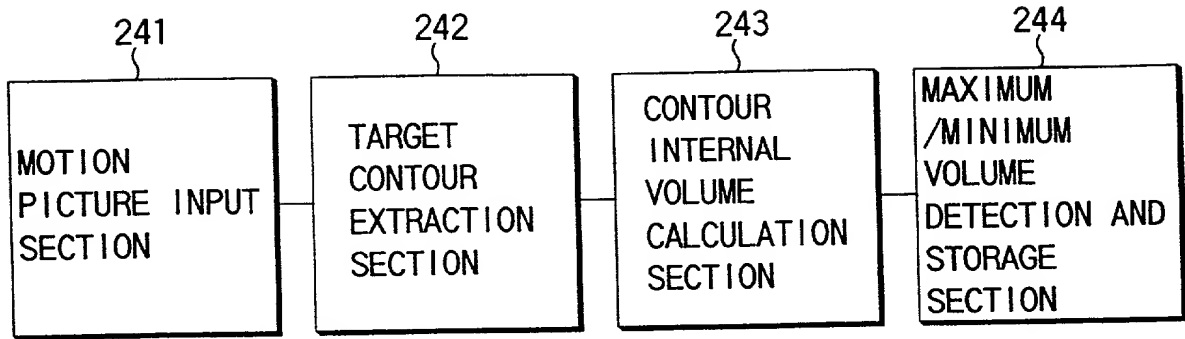 241
242
243
244
MOTION
PICTURE INPUT
SECTION
TARGET
CONTOUR
EXTRACTION
SECTION
CONTOUR
INTERNAL
VOLUME
CALCULATION
SECTION
MAXIMUM
/MINIMUM
VOLUME
DETECTION AND
STORAGE
SECTION